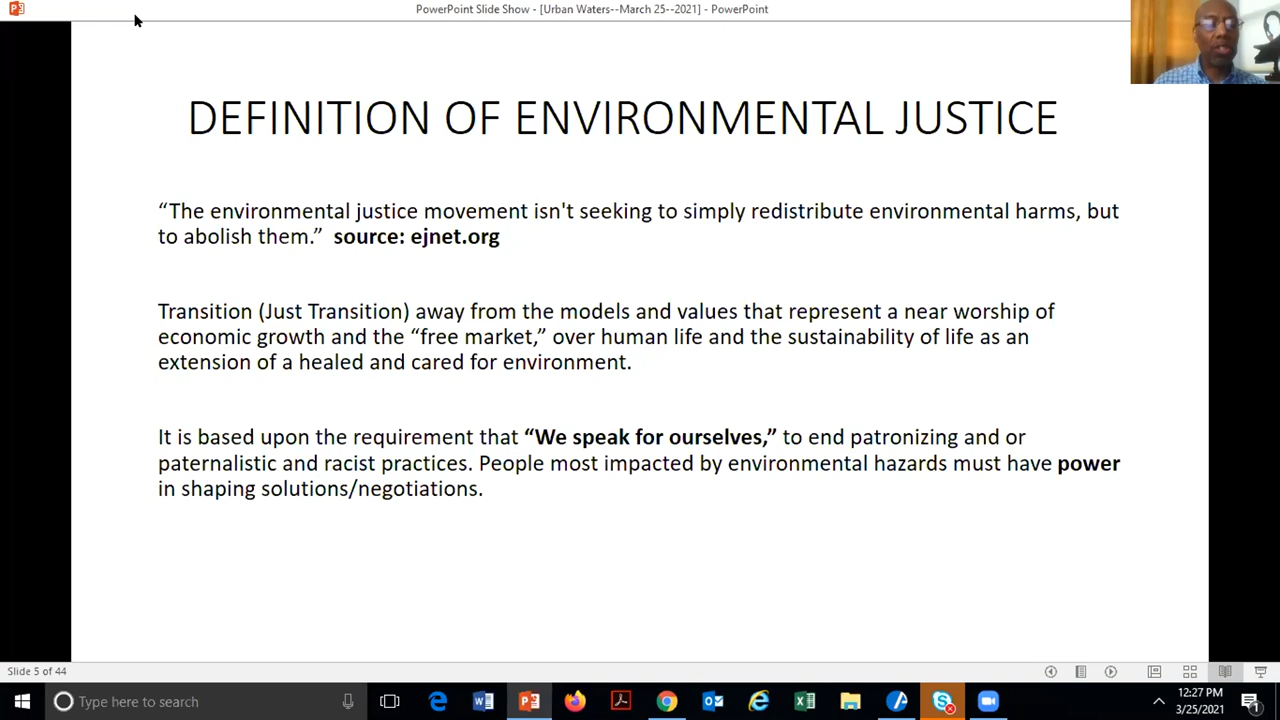 PowerPoint Slide Show - [Urban Waters--March 25--2021] - PowerPoint
DEFINITION OF ENVIRONMENTAL JUSTICE
“The environmental justice movement isn't seeking to simply redistribute environmental harms, but
to abolish them.” source: ejnet.org
Transition (Just Transition) away from the models and values that represent a near worship of
economic growth and the “free market,” over human life and the sustainability of life as an
extension of a healed and cared for environment.
It is based upon the requirement that “We speak for ourselves,” to end patronizing and or
paternalistic and racist practices. People most impacted by environmental hazards must have power
in shaping solutions/negotiations.
Slide 5 of 44
Type here to search
12:27 PM
3/25/2021